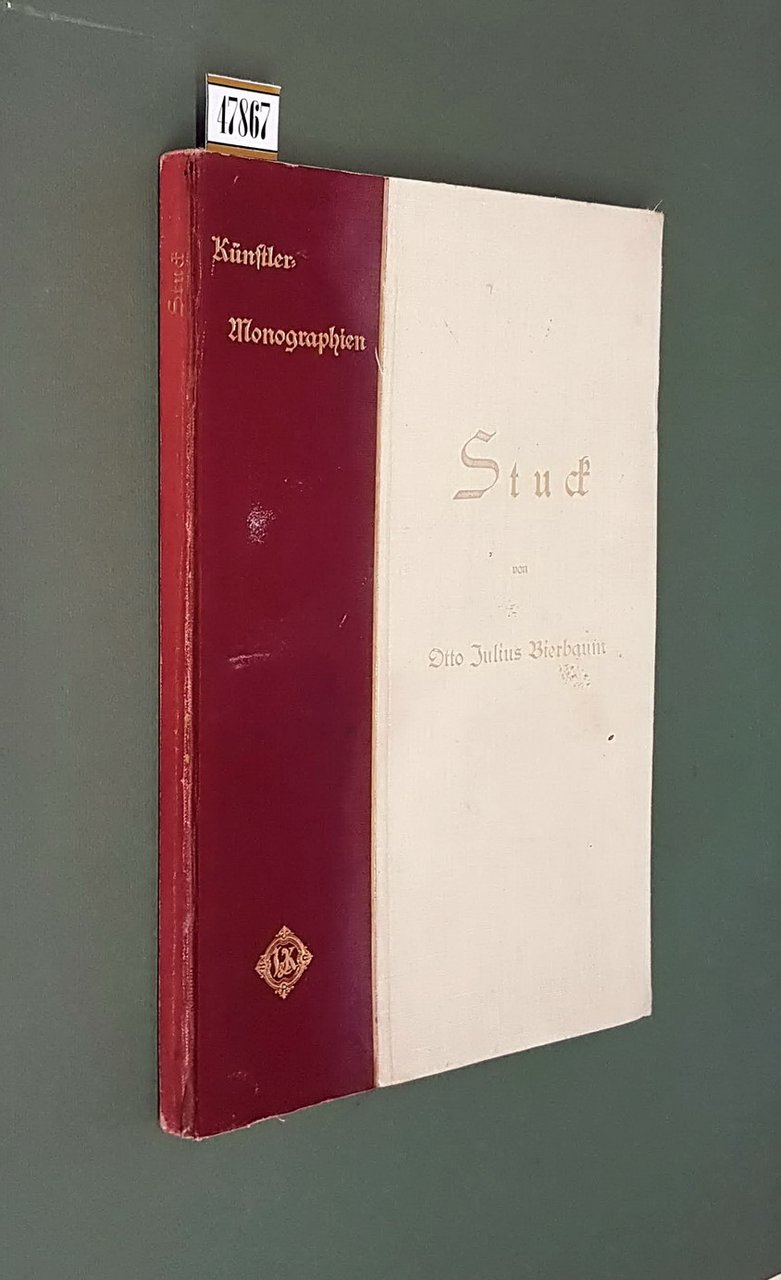 47867
Stuck
Künſtler⸗
Monographien
Stuck
von
Otto Julius Bierbaum
V&K